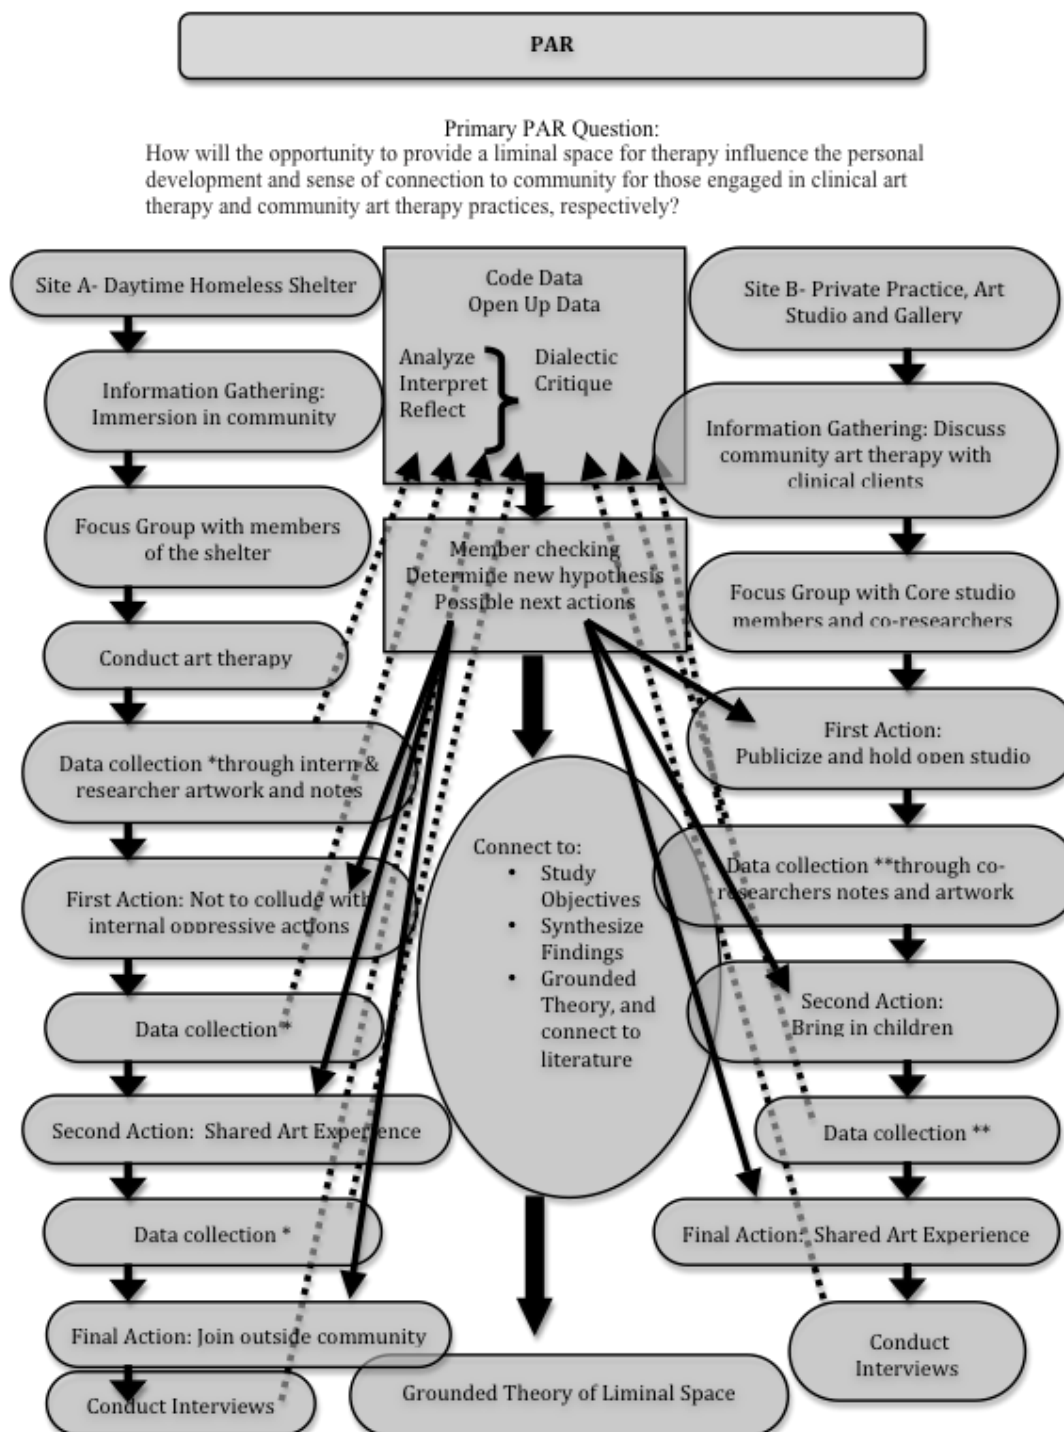 PAR
Primary PAR Question:
How will the opportunity to provide a liminal space for therapy influence the personal
development and sense of connection to community for those engaged in clinical art
therapy and community art therapy practices, respectively?
Site A- Daytime Homeless Shelter
Information Gathering:
Immersion in community
Focus Group with members
of the shelter
Conduct art therapy
Data collection *through intern &
researcher artwork and notes
First Action: Not to collude with
internal oppressive actions
Data collection *
Second Action: Shared Art Experience
Data collection *
Final Action: Join outside community
Conduct Interviews
Code Data
Open Up Data
Analyze
Interpret
Reflect
Dialectic
Critique
Member checking
Determine new hypothesis
Possible next actions
Connect to:
• Study
Objectives
• Synthesize
Findings
• Grounded
Theory, and
connect to
literature
Grounded Theory of Liminal Space
Site B- Private Practice, Art
Studio and Gallery
Information Gathering: Discuss
community art therapy with
clinical clients
Focus Group with Core studio
members and co-researchers
First Action:
Publicize and hold open studio
Data collection **through co-
researchers notes and artwork
Second Action:
Bring in children
Data collection **
Final Action: Shared Art Experience
Conduct
Interviews